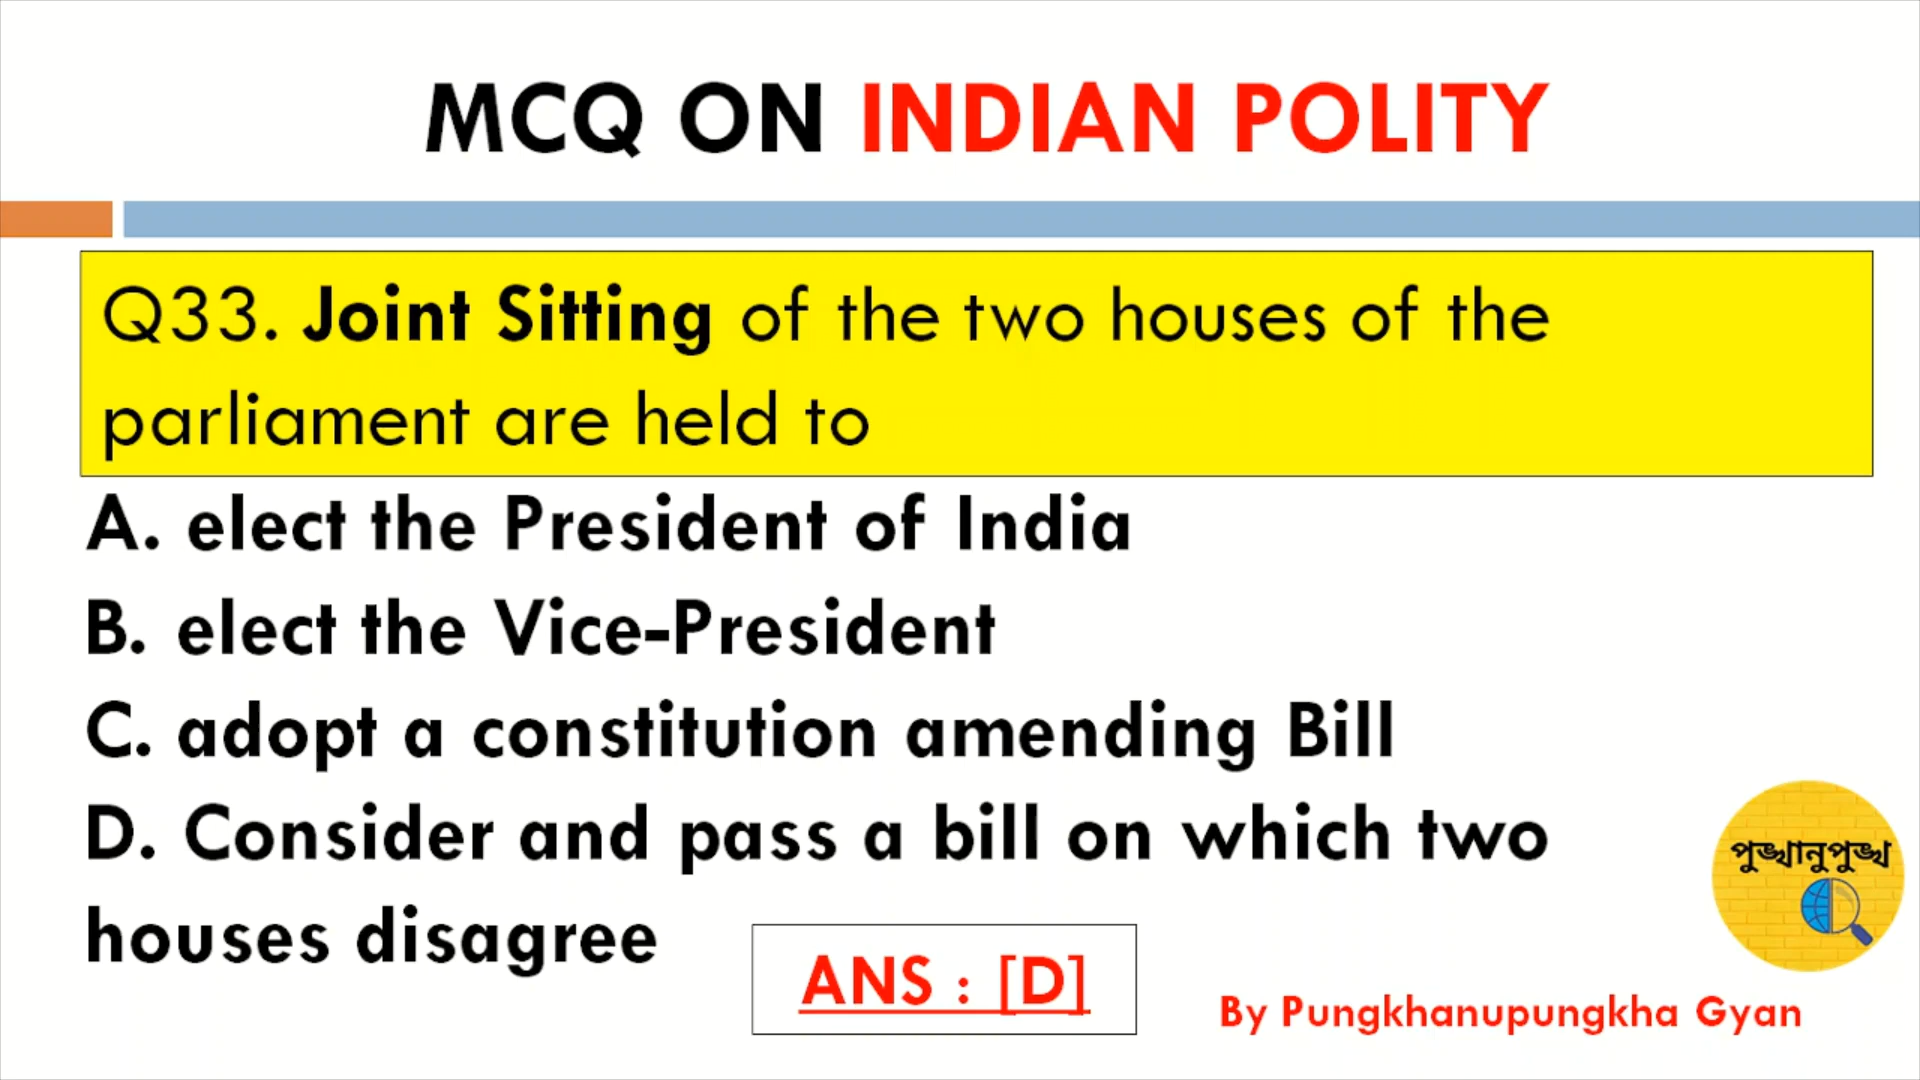 MCQ ON INDIAN POLITY
Q33. Joint Sitting of the two houses of the
parliament are held to
A. elect the President of India
B. elect the Vice-President
C. adopt a constitution amending Bill
D. Consider and pass a bill on which two
houses disagree
ANS : [D]
পুঙ্খানুপুঙ্খ
By Pungkhanupungkha Gyan